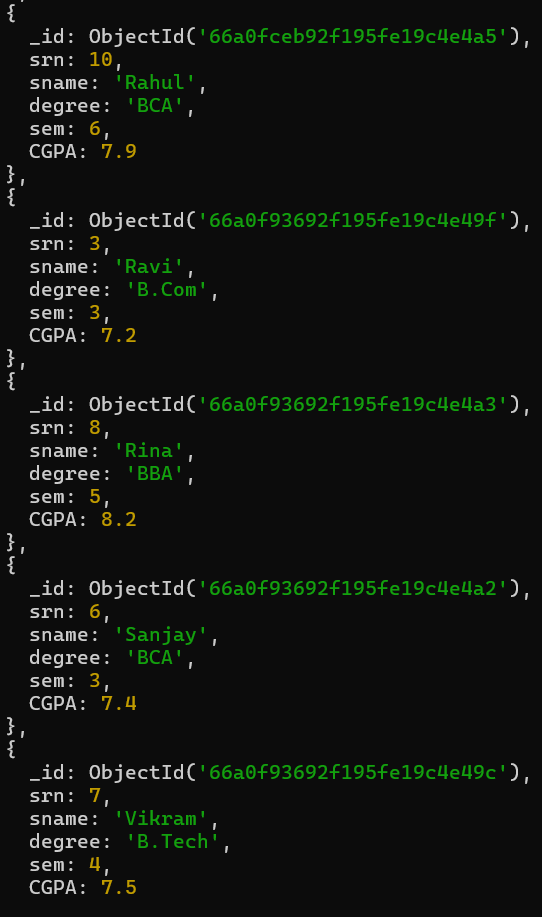 {
  _id: ObjectId('66a0fceb92f195fe19c4e4a5'),
  srn: 10,
  sname: 'Rahul',
  degree: 'BCA',
  sem: 6,
  CGPA: 7.9
},
{
  _id: ObjectId('66a0f93692f195fe19c4e49f'),
  srn: 3,
  sname: 'Ravi',
  degree: 'B.Com',
  sem: 3,
  CGPA: 7.2
},
{
  _id: ObjectId('66a0f93692f195fe19c4e4a3'),
  srn: 8,
  sname: 'Rina',
  degree: 'BBA',
  sem: 5,
  CGPA: 8.2
},
{
  _id: ObjectId('66a0f93692f195fe19c4e4a2'),
  srn: 6,
  sname: 'Sanjay',
  degree: 'BCA',
  sem: 3,
  CGPA: 7.4
},
{
  _id: ObjectId('66a0f93692f195fe19c4e49c'),
  srn: 7,
  sname: 'Vikram',
  degree: 'B.Tech',
  sem: 4,
  CGPA: 7.5